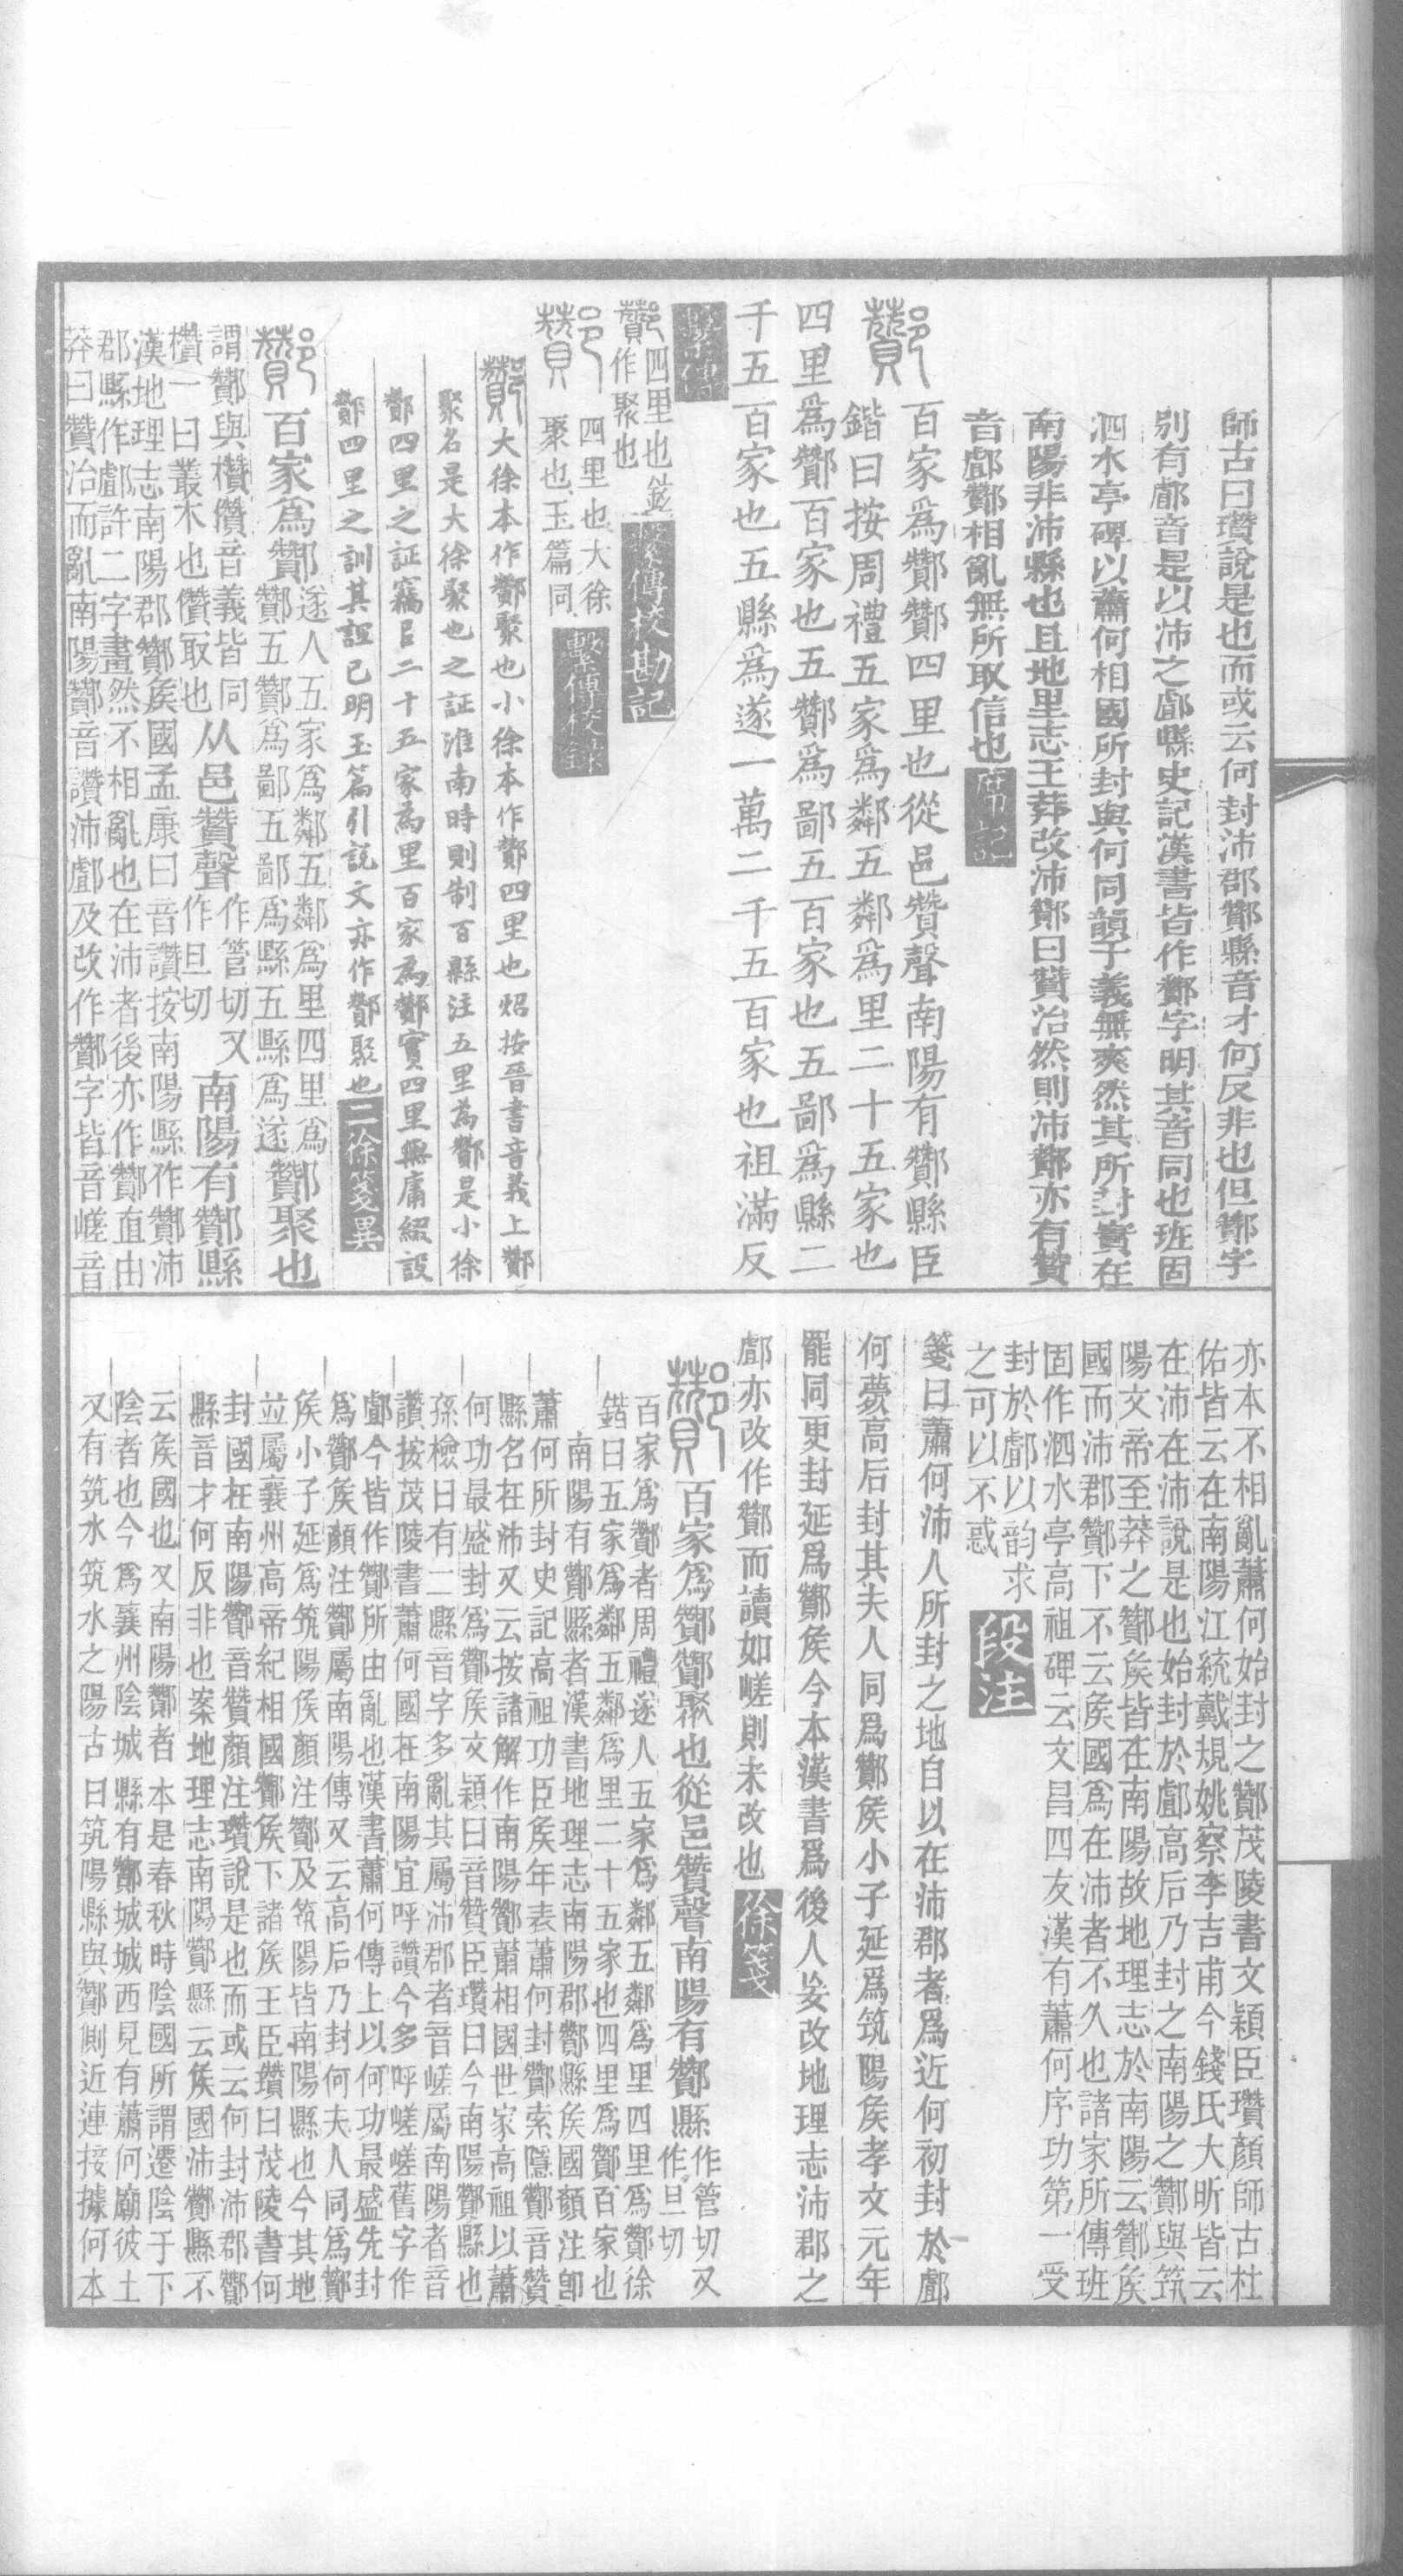 師古曰瓚說是也而或云何封沛郡酇縣音才何反非也但酇字
別有鄌音是以沛之鄌縣史記漢書皆作酇字明其音同也班固
泗水亭碑以蕭何相國所封與何同韻于義無爽然其所封實在
南陽非沛縣也且地里志王莽改沛酇曰贊治然則沛酇亦有贊
音酇相亂無所取信也席記
酇百家爲酇酇四里也從邑贊聲南陽有酇縣臣
鍇曰按周禮五家爲鄰五鄰爲里二十五家也
四里爲酇百家也五酇爲鄙五百家也五鄙爲縣二
千五百家也五縣爲遂一萬二千五百家也祖滿反
繫傳
酇四里也鉉
作聚也
繫傳校勘記
酇四里也大徐
聚也玉篇同
繫傳校錄
酇大徐本作酇聚也小徐本作酇四里也炤按晉書音義上酇
聚名是大徐聚也之証淮南時則制百縣注五里爲酇是小徐
酇四里之証竊㠯二十五家爲里百家爲酇實四里無庸綴設
酇四里之訓其誼已明玉篇引說文亦作酇聚也二徐箋異
酇百家爲酇遂人五家爲鄰五鄰爲里四里爲
酇五酇爲鄙五鄙爲縣五縣爲遂酇聚也
謂酇與欑儹音義皆同
欑一曰叢木也儹取也从邑贊聲作管切又
作旦切南陽有酇縣
漢地理志南陽郡酇矦國孟康曰音讚按南陽縣作酇沛
郡縣作䣜許二字畫然不相亂也在沛者後亦作酇直由
莽曰贊治而亂南陽酇音讚沛䣜及改作酇字皆音嵯音
亦本不相亂蕭何始封之酇茂陵書文穎臣瓚顏師古杜
佑皆云在南陽江統戴規姚察李吉甫今錢氏大昕皆云
在沛在沛說是也始封於䣜高后乃封之南陽之酇與筑
陽文帝至莽之酇矦皆在南陽故地理志於南陽云酇矦
國而沛郡酇下不云矦國爲在沛者不久也諸家所傳班
固作泗水亭高祖碑云文昌四友漢有蕭何序功第一受
封於䣜以韵求
之可以不惑段注
箋曰蕭何沛人所封之地自以在沛郡者爲近何初封於䣜
何薨高后封其夫人同爲酇矦小子延爲筑陽矦孝文元年
罷同更封延爲酇矦今本漢書爲後人妄改地理志沛郡之
䣜亦改作酇而讀如嵯則未改也徐箋
酇百家爲酇酇聚也從邑贊聲南陽有酇縣作管切又
作旦切
百家爲酇者周禮遂人五家爲鄰五鄰爲里四里爲酇徐
鍇曰五家爲鄰五鄰爲里二十五家也四里爲酇百家也
南陽有酇縣者漢書地理志南陽郡酇縣矦國顏注卽
蕭何所封史記高祖功臣矦年表蕭何封酇索隱酇音贊
縣名在沛又云按諸解作南陽酇蕭相國世家高祖以蕭
何功最盛封爲酇矦文穎曰音贊臣瓚曰今南陽酇縣也
孫檢曰有二縣音字多亂其屬沛郡者音嵯屬南陽者音
讚按茂陵書蕭何國在南陽宜呼讚今多呼嵯嵯舊字作
䣜今皆作酇所由亂也漢書蕭何傳上以何功最盛先封
爲酇矦顏注酇屬南陽傳又云高后乃封何夫人同爲酇
矦小子延爲筑陽矦顏注酇及筑陽皆南陽縣也今其地
並屬襄州高帝紀相國酇矦下諸矦王臣瓚曰茂陵書何
封國在南陽酇音贊顏注瓚說是也而或云何封沛郡酇
縣音才何反非也案地理志南陽酇縣云矦國沛酇縣不
云矦國也又南陽酇者本是春秋時陰國所謂遷陰于下
陰者也今爲襄州陰城縣有酇城城西見有蕭何廟彼土
又有筑水筑水之陽古曰筑陽縣與酇側近連接據何本